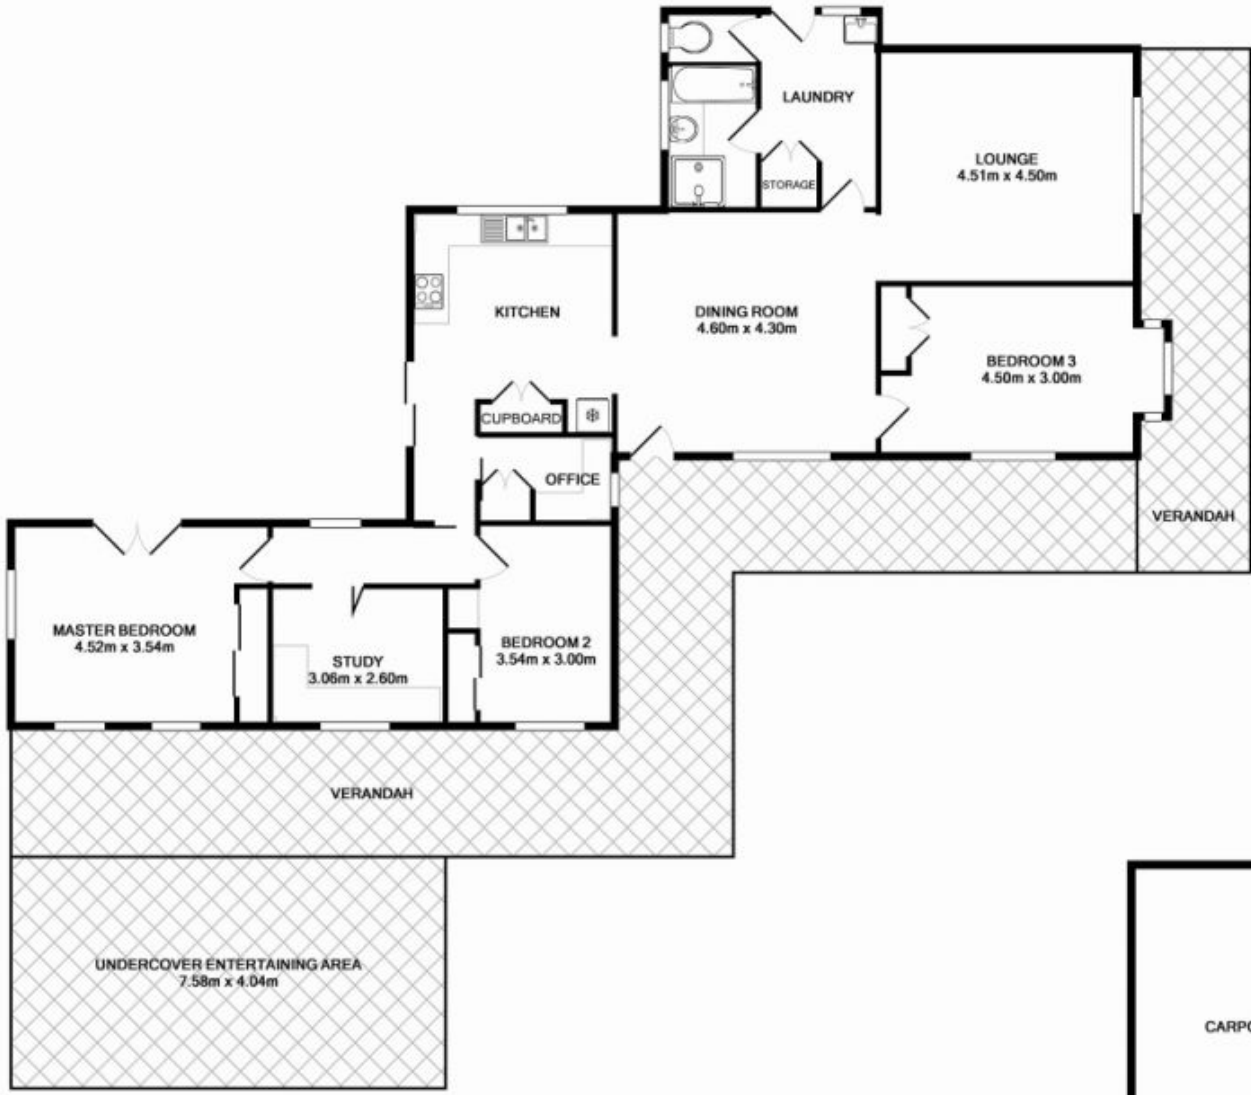 LAUNDRY
STORAGE
LOUNGE
4.51m x 4.50m
KITCHEN
DINING ROOM
4.60m x 4.30m
BEDROOM 3
4.50m x 3.00m
CUPBOARD
OFFICE
VERANDAH
MASTER BEDROOM
4.52m x 3.54m
STUDY
3.06m x 2.60m
BEDROOM 2
3.54m x 3.00m
VERANDAH
UNDERCOVER ENTERTAINING AREA
7.58m x 4.04m